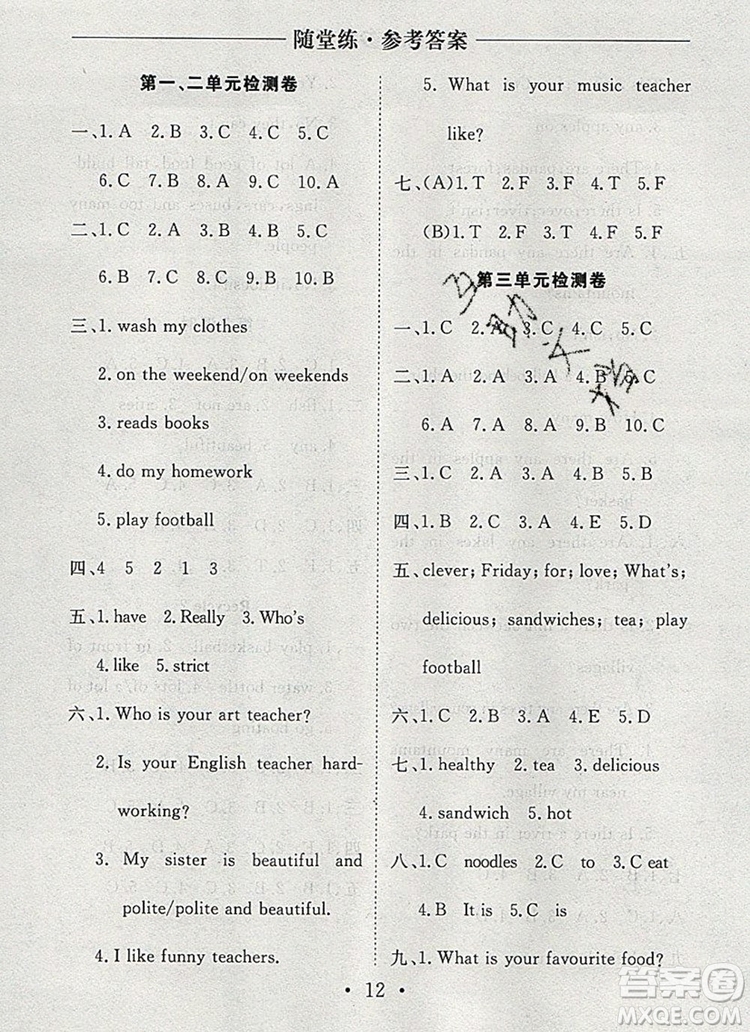 随堂练·参考答案
第一、二单元检测卷
一、1. A 2. B 3. C 4. C 5. C
6. C 7. B 8. A 9. C 10. C
二、1. C 2. A 3. C 4. A 5. C
6. B 7. C 8. C 9. B 10. C
三、1. wash my clothes
2. on the weekend/on weekends
3. reads books
4. do my homework
5. play football
四、4 5 2 1 3
五、1. have 2. Really 3. Who's
4. like 5. strict
六、1. Who is your art teacher?
2. Is your English teacher hard-
working?
3. My sister is beautiful and
polite/polite and beautiful.
4. I like funny teachers.
5. What is your music teacher
like?
七、(A)1. T 2. F 3. F 4. T 5. F
(B)1. T 2. F 3. F 4. T 5. F
第三单元检测卷
一、1. C 2. A 3. C 4. C 5. C
二、1. C 2. A 3. A 4. B 5. C
6. A 7. A 8. A 9. B 10. C
三、1. C 2. B 3. A 4. B 5. C
四、1. C 2. C 3. A 4. B 5. C
五、clever; Friday; for; love; What's;
delicious; sandwiches; tea; play
football
六、1. C 2. B 3. A 4. E 5. D
七、1. healthy 2. tea 3. delicious
4. sandwich 5. hot
八、1. C noodles 2. C to 3. C eat
4. B It is 5. C is
九、1. What is your favourite food?
· 12 ·
答案圈
MXQE.COM